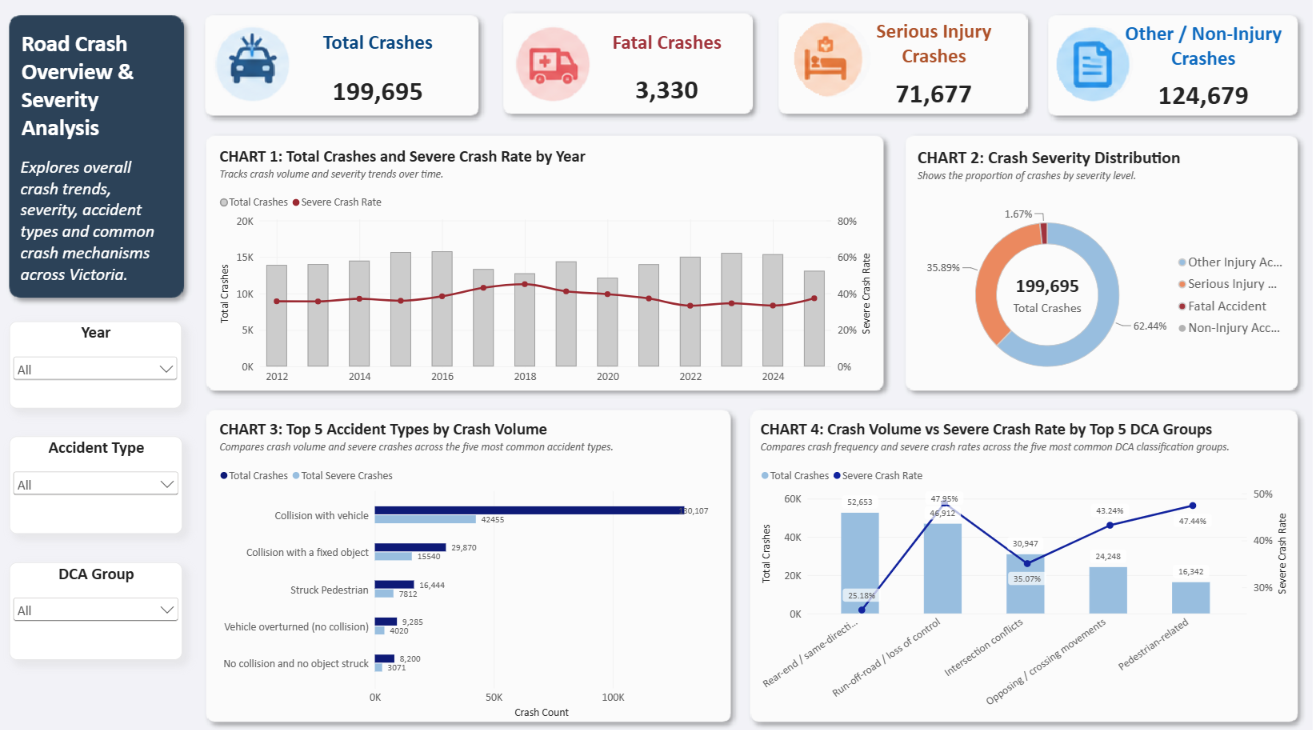 Road Crash
Overview &
Severity
Analysis
Explores overall
crash trends,
severity, accident
types and common
crash mechanisms
across Victoria.
Total Crashes
199,695
Fatal Crashes
3,330
Serious Injury
Crashes
71,677
Other / Non-Injury
Crashes
124,679
Year
All
Accident Type
All
DCA Group
All
CHART 1: Total Crashes and Severe Crash Rate by Year
Tracks crash volume and severity trends over time.
Total Crashes Severe Crash Rate
20K
15K
10K
5K
0K
Total Crashes
80%
60%
40%
20%
0%
Severe Crash Rate
2012 2014 2016 2018 2020 2022 2024
CHART 2: Crash Severity Distribution
Shows the proportion of crashes by severity level.
1.67%
35.89%
62.44%
199,695
Total Crashes
Other Injury Ac...
Serious Injury ...
Fatal Accident
Non-Injury Acc...
CHART 3: Top 5 Accident Types by Crash Volume
Compares crash volume and severe crashes across the five most common accident types.
Total Crashes Total Severe Crashes
Collision with vehicle
30,107
42455
Collision with a fixed object
29,870
15540
Struck Pedestrian
16,444
7812
Vehicle overturned (no collision)
9,285
4020
No collision and no object struck
8,200
3071
0K 50K 100K
Crash Count
CHART 4: Crash Volume vs Severe Crash Rate by Top 5 DCA Groups
Compares crash frequency and severe crash rates across the five most common DCA classification groups.
Total Crashes Severe Crash Rate
60K
40K
20K
0K
Total Crashes
50%
40%
30%
Severe Crash Rate
52,653
25.18%
47.95%
46,912
30,947
35.07%
43.24%
24,248
47.44%
16,342
Rear-end / same-directi...
Run-off-road / loss of control
Intersection conflicts
Opposing / crossing movements
Pedestrian-related